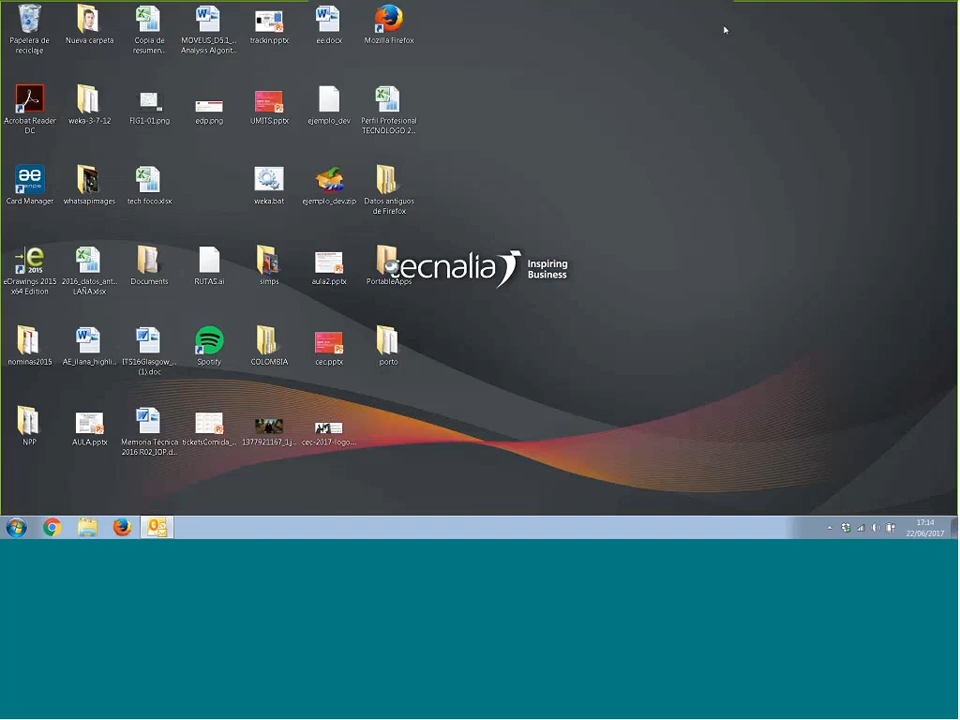 Papelera de
reciclaje
Nueva carpeta
Copia de
resumen...
MOVEUS_D5.1_...
Analysis Algorit...
trackin.pptx
ee.docx
Mozilla Firefox
Acrobat Reader
DC
weka-3-7-12
FIG1-01.png
edp.png
UMITS.pptx
ejemplo_dev
Perfil Profesional
TECNÓLOGO 2...
Card Manager
whatsapimages
tech foco.xlsx
weka.bat
ejemplo_dev.zip
Datos antiguos
de Firefox
eDrawings 2015
x64 Edition
2016_datos_ant...
LAÑA.xlsx
Documents
RUTAS.ai
simps
aula2.pptx
PortableApps
tecnalia
Inspiring
Business
nominas2015
AE_ilana_highli...
ITS16Glasgow_...
(1).doc
Spotify
COLOMBIA
cec.pptx
porto
NPP
AULA.pptx
Memoria Técnica
2016 R02_IOP.d...
ticketsComida_...
1377921167_1.j...
cec-2017-logo...
17:14
22/06/2017